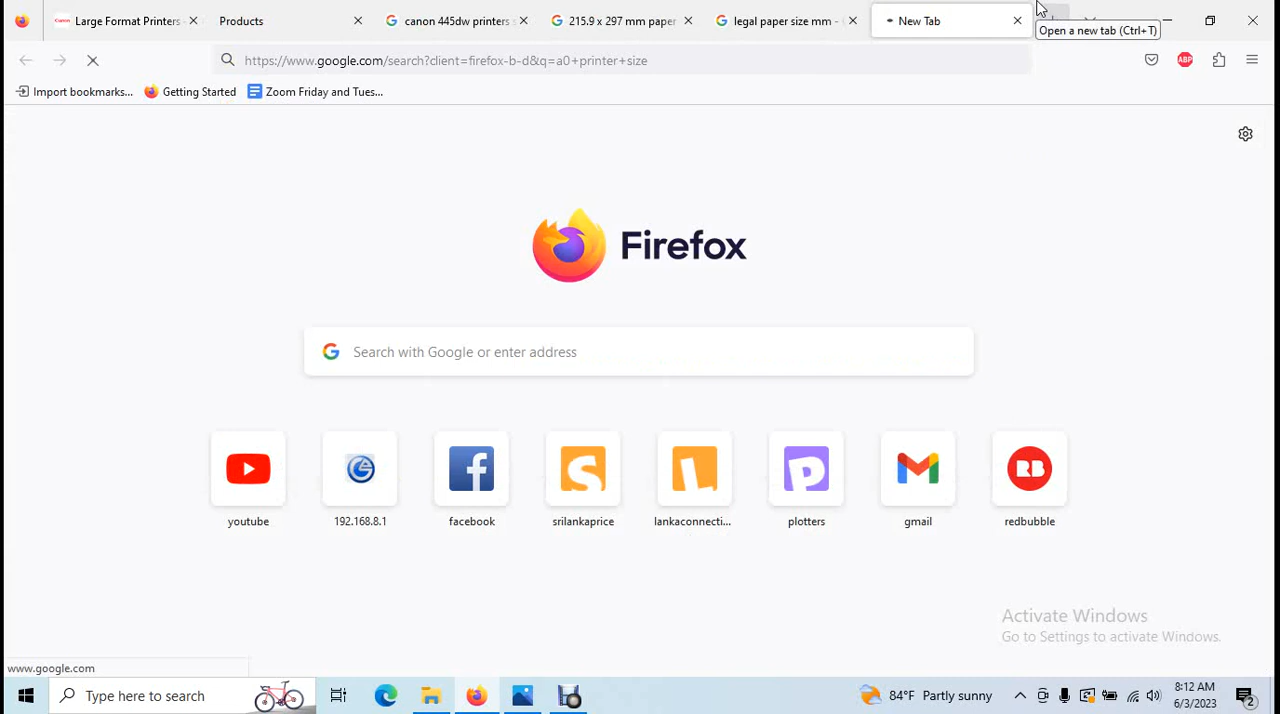 Canon Large Format Printers
Products
canon 445dw printers s
215.9 x 297 mm paper
legal paper size mm -
New Tab
Open a new tab (Ctrl+T)
https://www.google.com/search?client=firefox-b-d&q=a0+printer+size
ABP
Import bookmarks...
Getting Started
Zoom Friday and Tues...
Firefox
Search with Google or enter address
youtube
192.168.8.1
facebook
S
srilankaprice
L
lankaconnecti...
P
plotters
gmail
RB
redbubble
Activate Windows
Go to Settings to activate Windows.
www.google.com
Type here to search
84°F Partly sunny
8:12 AM
6/3/2023
2